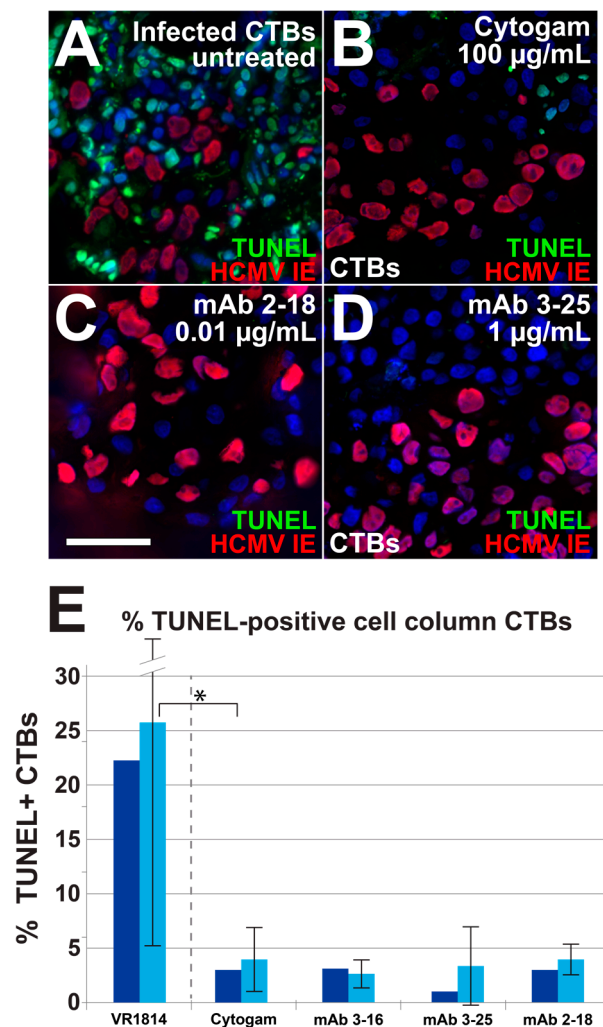 A
Infected CTBs
untreated
TUNEL
HCMV IE
B
Cytogam
100 µg/mL
CTBs
TUNEL
HCMV IE
C
mAb 2-18
0.01 µg/mL
TUNEL
HCMV IE
D
mAb 3-25
1 µg/mL
CTBs
TUNEL
HCMV IE
E
% TUNEL-positive cell column CTBs
% TUNEL+ CTBs
30
25
20
15
10
5
0
*
VR1814 Cytogam mAb 3-16 mAb 3-25 mAb 2-18